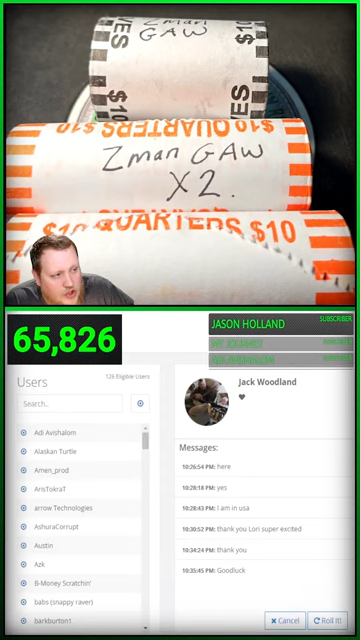 Zman
GAW
$10
$10
$10 QUARTERS $10
Zman GAW
X2.
$10 QUARTERS $10
65,826
JASON HOLLAND
SUBSCRIBER
Users
126 Eligible Users
Search..
Adi Avishalom
Alaskan Turtle
Amen_prod
ArisTokraT
arrow Technologies
AshuraCorrupt
Austin
Azk
B-Money Scratchin'
babs (snappy raver)
barkburton1
Jack Woodland
Messages:
10:26:54 PM: here
10:28:18 PM: yes
10:28:43 PM: I am in usa
10:30:52 PM: thank you Lori super excited
10:34:24 PM: thank you
10:35:45 PM: Goodluck
Cancel
Roll It!